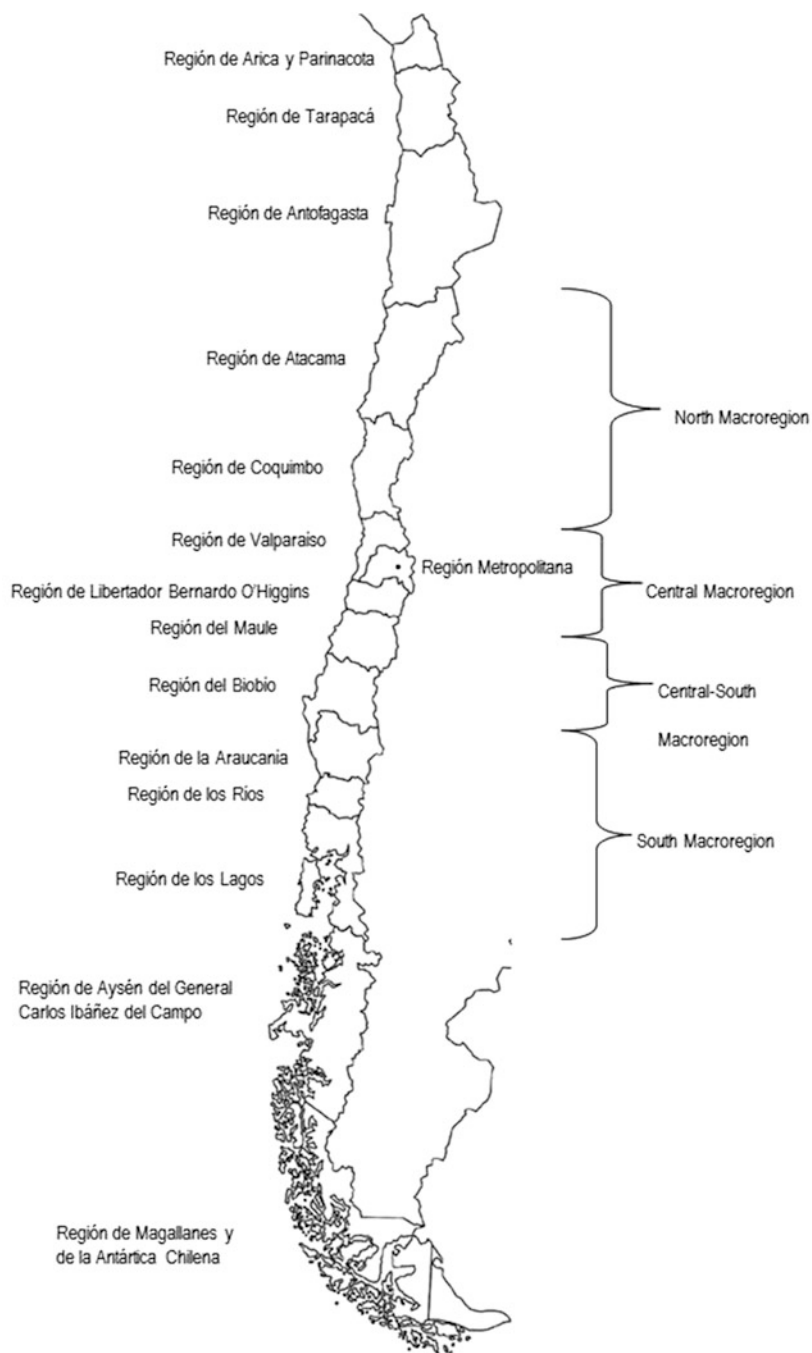 Región de Arica y Parinacota
Región de Tarapacá
Región de Antofagasta
Región de Atacama
North Macroregion
Región de Coquimbo
Región de Valparaíso
Región Metropolitana
Región de Libertador Bernardo O'Higgins
Central Macroregion
Región del Maule
Región del Biobío
Central-South
Macroregion
Región de la Araucanía
Región de los Ríos
South Macroregion
Región de los Lagos
Región de Aysén del General
Carlos Ibáñez del Campo
Región de Magallanes y
de la Antártica Chilena